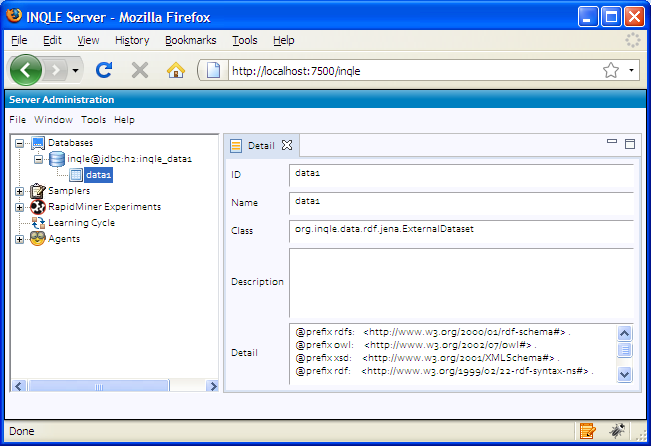 INQLE Server - Mozilla Firefox
File Edit View History Bookmarks Tools Help
http://localhost:7500/inqle
Server Administration
File Window Tools Help
Databases
inqle@jdbc:h2:inqle_data1
data1
Samplers
RapidMiner Experiments
Learning Cycle
Agents
Detail
ID data1
Name data1
Class org.inqle.data.rdf.jena.ExternalDataset
Description
Detail
@prefix rdfs: <http://www.w3.org/2000/01/rdf-schema#> .
@prefix owl: <http://www.w3.org/2002/07/owl#> .
@prefix xsd: <http://www.w3.org/2001/XMLSchema#> .
@prefix rdf: <http://www.w3.org/1999/02/22-rdf-syntax-ns#> .
Done